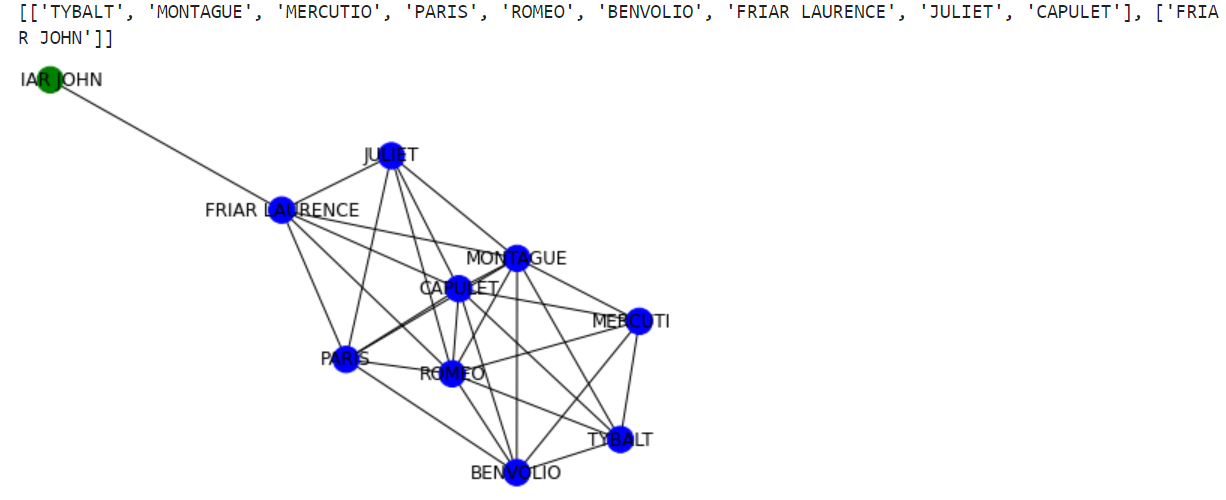 [['TYBALT', 'MONTAGUE', 'MERCUTIO', 'PARIS', 'ROMEO', 'BENVOLIO', 'FRIAR LAURENCE', 'JULIET', 'CAPULET'], ['FRIA
R JOHN']]
IAR JOHN
JULIET
FRIAR LAURENCE
MONTAGUE
CAPULET
MERCUTI
PARIS
ROMEO
TYBALT
BENVOLIO